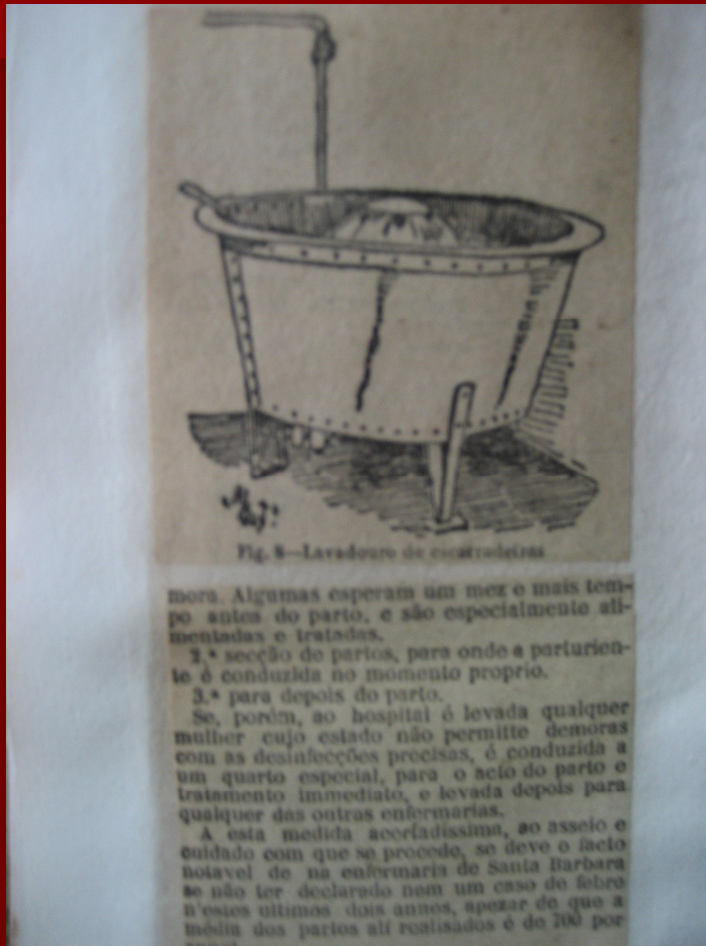 Fig. 8—Lavadouro de escarradeiras
mora. Algumas esperam um mez e mais tem-
po antes do parto, e são especialmente ali-
mentadas e tratadas.
2.ª secção de partos, para onde a parturien-
te é conduzida no momento proprio.
3.ª para depois do parto.
Se, porém, ao hospital é levada qualquer
mulher cujo estado não permitte demoras
com as desinfecções precisas, é conduzida a
um quarto especial, para o acto do parto e
tratamento immediato, e levada depois para
qualquer das outras enfermarias.
A esta medida acertadissima, ao asseio e
cuidado com que se procede, se deve o facto
notavel de na enfermaria de Santa Barbara
se não ter declarado nem um caso de febre
n'estes ultimos dois annos, apezar de que a
média dos partos alí realisados é de 700 por